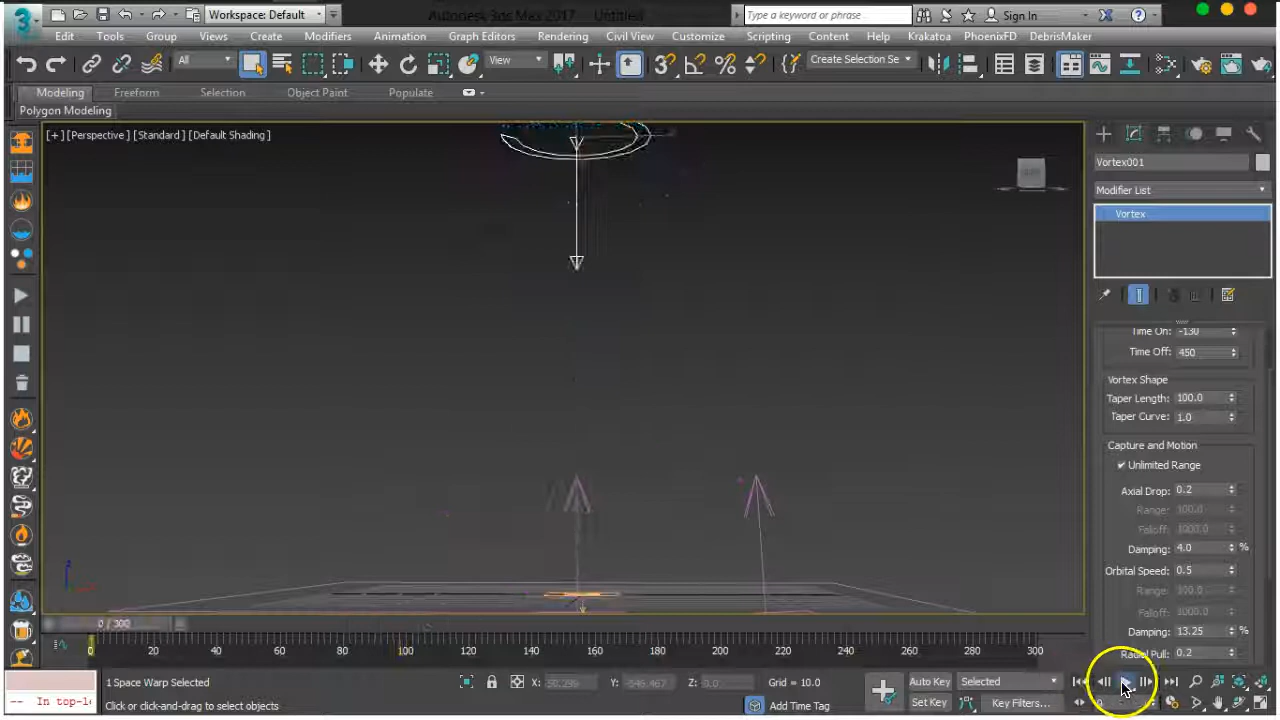 3
Workspace: Default
Autodesk 3ds Max 2017 Untitled
Type a keyword or phrase
Sign In
Edit Tools Group Views Create Modifiers Animation Graph Editors Rendering Civil View Customize Scripting Content Help Krakatoa PhoenixFD DebrisMaker
All
View
Create Selection Se
Modeling Freeform Selection Object Paint Populate
Polygon Modeling
[+] [Perspective ] [Standard ] [Default Shading ]
Vortex001
Modifier List
Vortex
Time On: -130
Time Off: 450
Vortex Shape
Taper Length: 100.0
Taper Curve: 1.0
Capture and Motion
Unlimited Range
Axial Drop: 0.2
Range: 100.0
Falloff: 1000.0
Damping: 4.0 %
Orbital Speed: 0.5
Range: 100.0
Falloff: 1000.0
Damping: 13.25 %
Radial Pull: 0.2
0 / 300
0 20 40 60 80 100 120 140 160 180 200 220 240 260 280 300
1 Space Warp Selected
X: 50.296 Y: -545.467 Z: 0.0 Grid = 10.0
Auto Key Selected
-- In top-l
Click or click-and-drag to select objects
Add Time Tag
Set Key Key Filters...
0